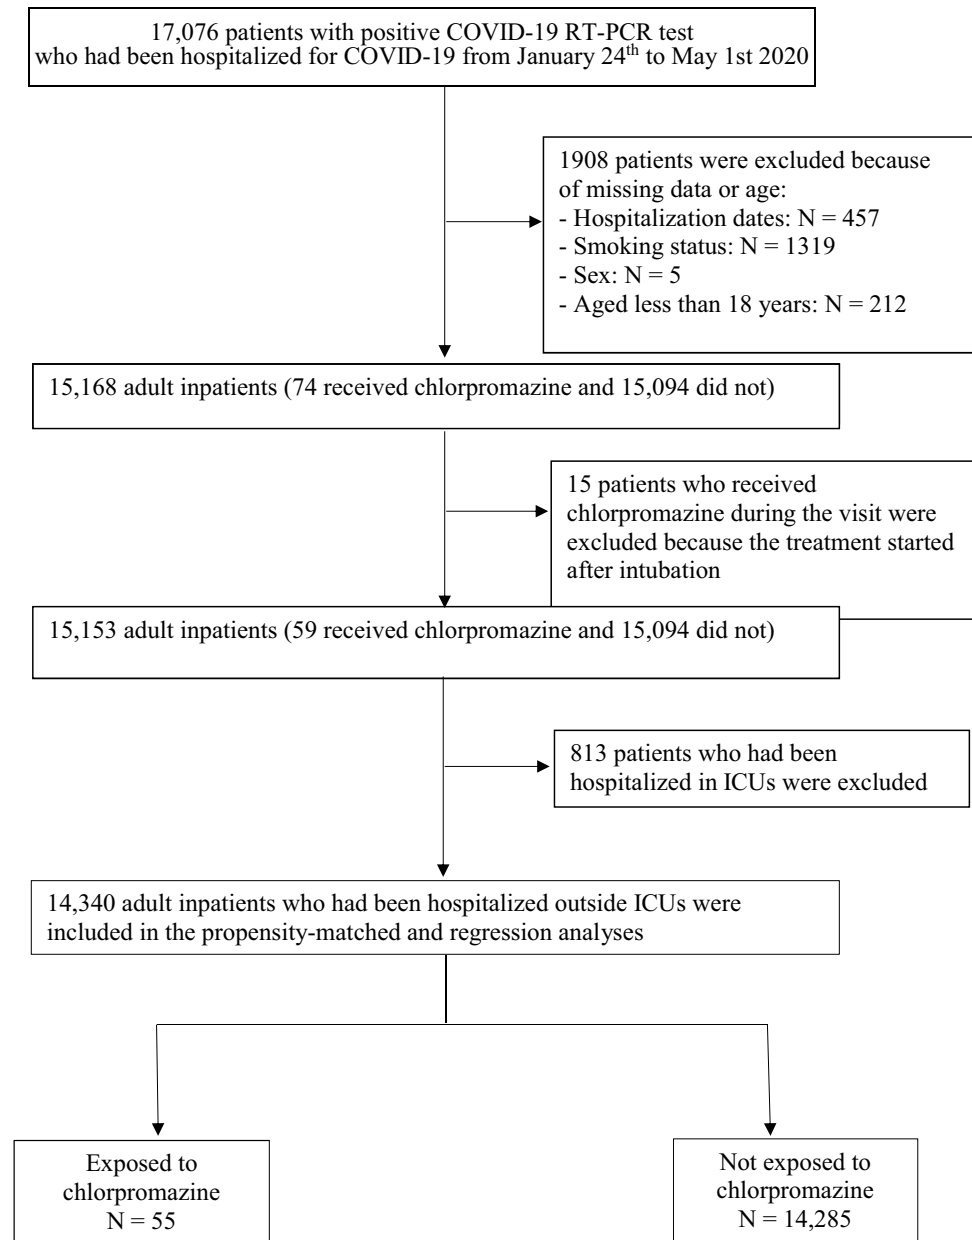 17,076 patients with positive COVID-19 RT-PCR test
who had been hospitalized for COVID-19 from January 24th to May 1st 2020
1908 patients were excluded because
of missing data or age:
- Hospitalization dates: N = 457
- Smoking status: N = 1319
- Sex: N = 5
- Aged less than 18 years: N = 212
15,168 adult inpatients (74 received chlorpromazine and 15,094 did not)
15 patients who received
chlorpromazine during the visit were
excluded because the treatment started
after intubation
15,153 adult inpatients (59 received chlorpromazine and 15,094 did not)
813 patients who had been
hospitalized in ICUs were excluded
14,340 adult inpatients who had been hospitalized outside ICUs were
included in the propensity-matched and regression analyses
Exposed to
chlorpromazine
N = 55
Not exposed to
chlorpromazine
N = 14,285